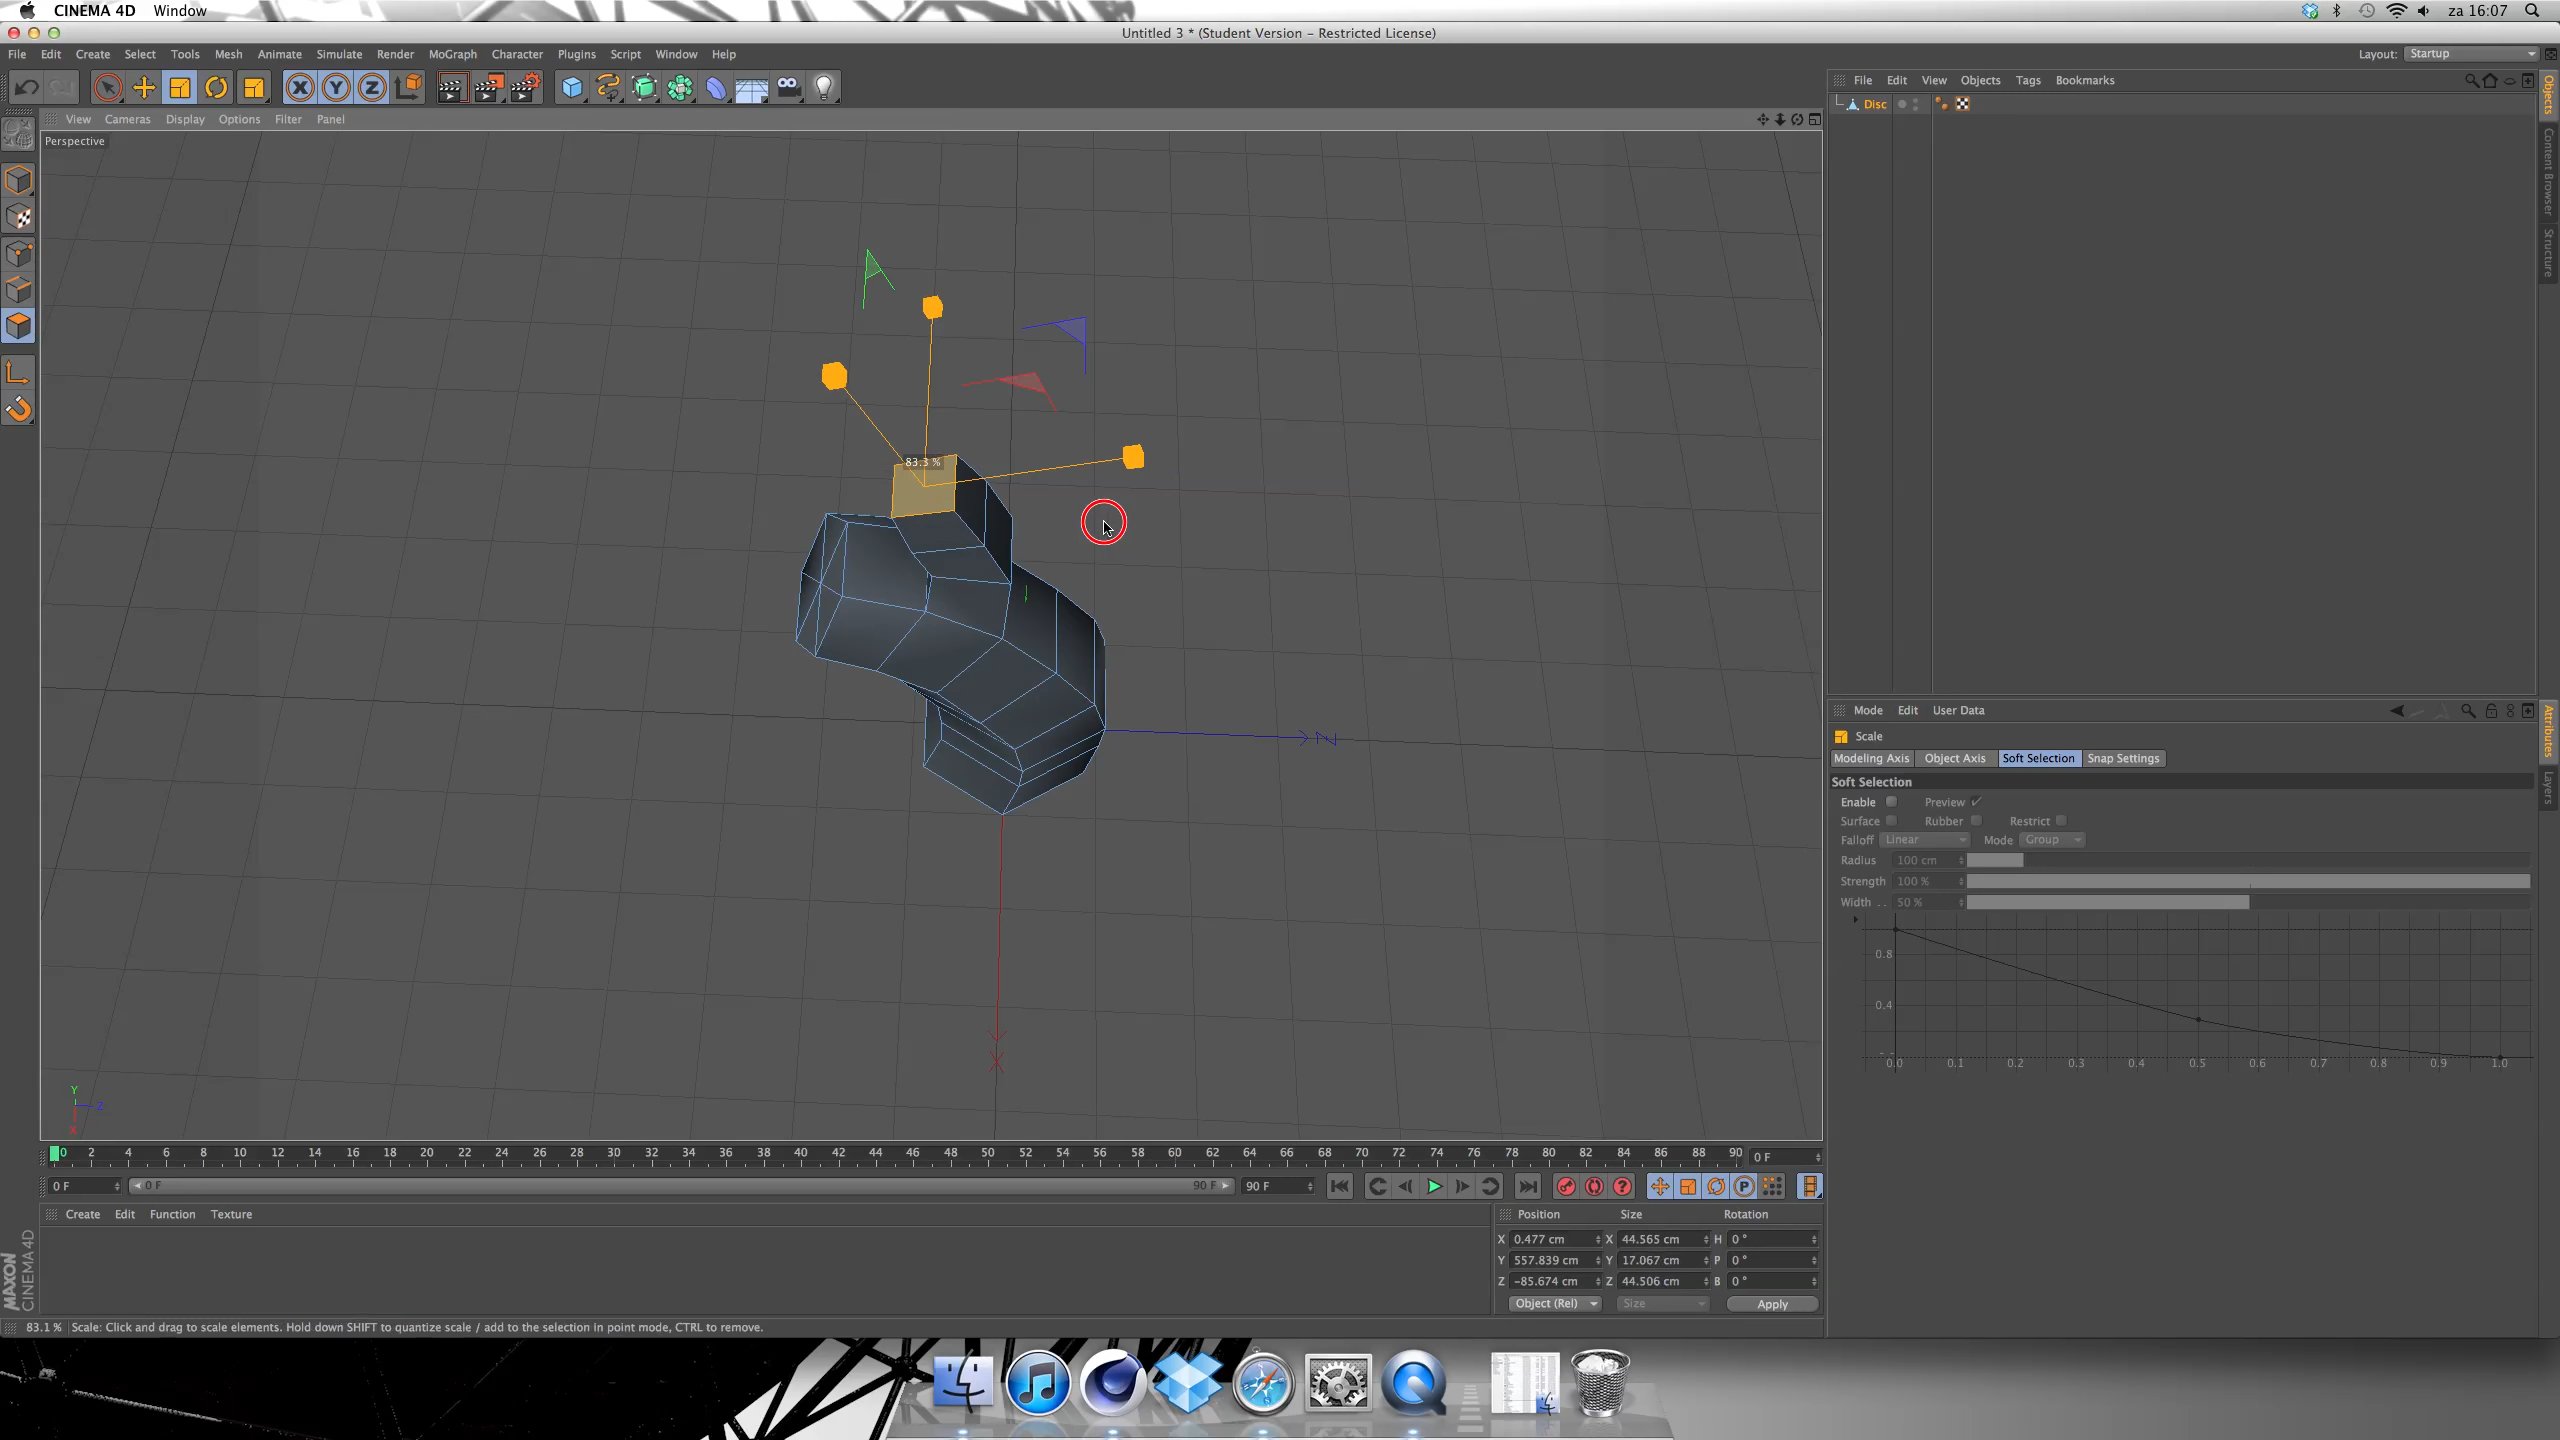 CINEMA 4D Window za 16:07
Untitled 3 * (Student Version – Restricted License)
File Edit Create Select Tools Mesh Animate Simulate Render MoGraph Character Plugins Script Window Help Layout: Startup
X Y Z
File Edit View Objects Tags Bookmarks
Disc
Objects
Content Browser
Structure
View Cameras Display Options Filter Panel
Perspective
83.3 %
Z
X
Y
Z
X
Mode Edit User Data
Attributes
Layers
Scale
Modeling Axis Object Axis Soft Selection Snap Settings
Soft Selection
Enable Preview
Surface Rubber Restrict
Falloff Linear Mode Group
Radius 100 cm
Strength 100 %
Width . . 50 %
0.8
0.4
0.0 0.1 0.2 0.3 0.4 0.5 0.6 0.7 0.8 0.9 1.0
0 2 4 6 8 10 12 14 16 18 20 22 24 26 28 30 32 34 36 38 40 42 44 46 48 50 52 54 56 58 60 62 64 66 68 70 72 74 76 78 80 82 84 86 88 90 0 F
0 F 0 F 90 F 90 F
? P
Create Edit Function Texture
Position Size Rotation
X 0.477 cm X 44.565 cm H 0 °
Y 557.839 cm Y 17.067 cm P 0 °
Z −85.674 cm Z 44.506 cm B 0 °
Object (Rel) Size Apply
MAXON
CINEMA 4D
83.1 % Scale: Click and drag to scale elements. Hold down SHIFT to quantize scale / add to the selection in point mode, CTRL to remove.